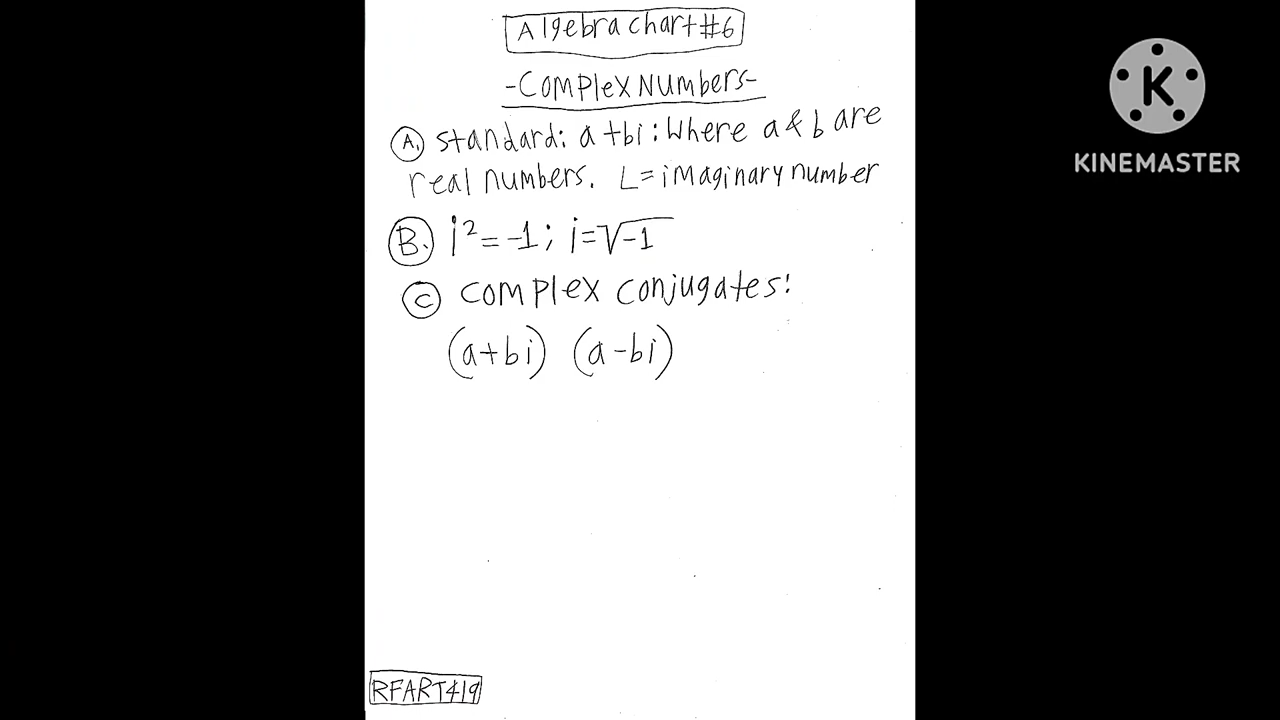 Algebra chart #6
-Complex Numbers-
A. Standard: a+bi: Where a & b are
real numbers. L = imaginary number
B. i² = -1; i = √-1
C complex conjugates:
(a+bi) (a-bi)
RFART419
K
KINEMASTER